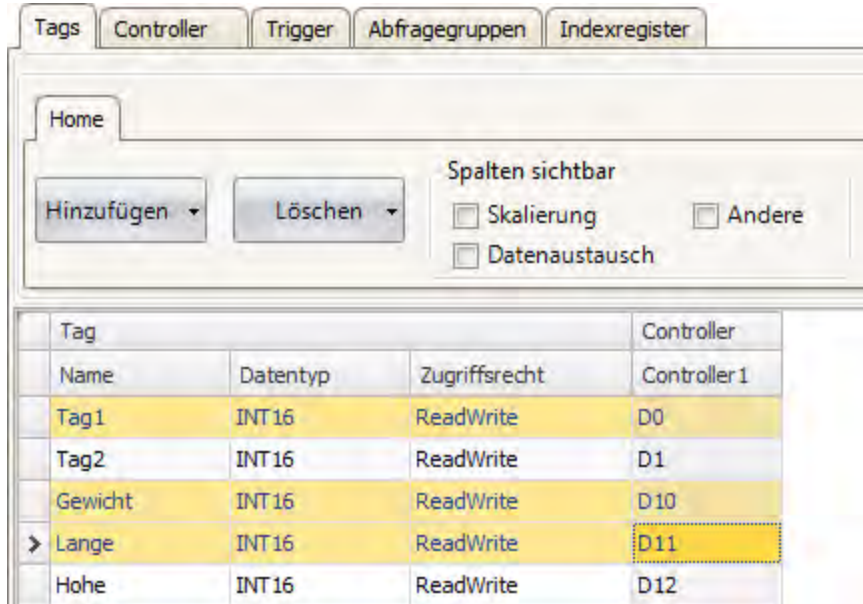 Tags Controller Trigger Abfragegruppen Indexregister
Home
Spalten sichtbar
Hinzufügen Löschen Skalierung Andere
Datenaustausch
Tag Controller
Name Datentyp Zugriffsrecht Controller1
Tag1 INT16 ReadWrite D0
Tag2 INT16 ReadWrite D1
Gewicht INT16 ReadWrite D10
Lange INT16 ReadWrite D11
Hohe INT16 ReadWrite D12